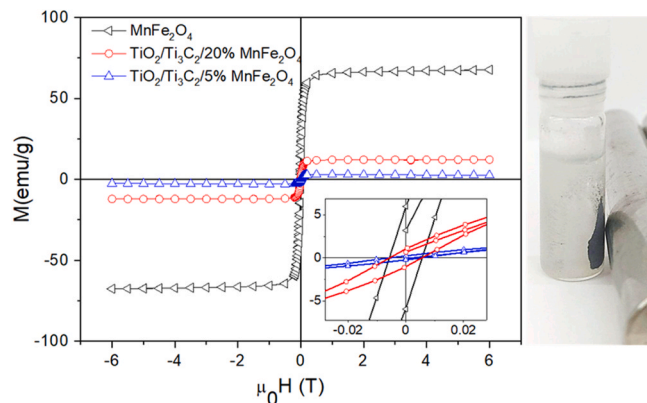 100
50
0
-50
-100
M(emu/g)
MnFe₂O₄
TiO₂/Ti₃C₂/20% MnFe₂O₄
TiO₂/Ti₃C₂/5% MnFe₂O₄
5
0
-5
-0.02 0 0.02
-6 -4 -2 0 2 4 6
μ₀H (T)